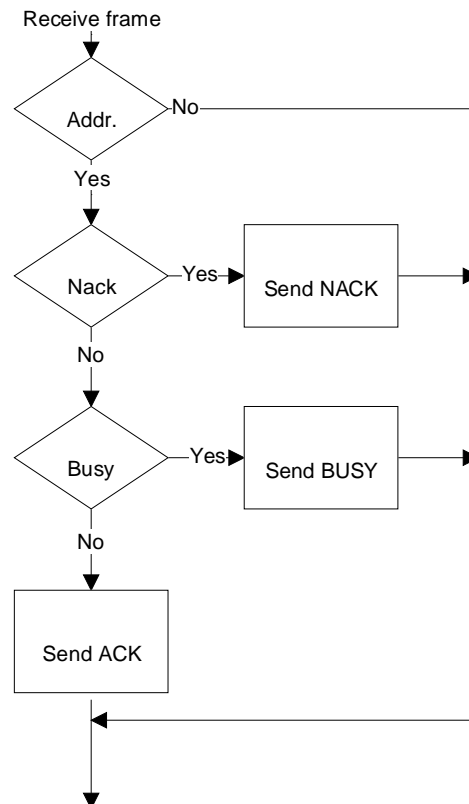 Receive frame
Addr.
No
Yes
Nack
Yes
Send NACK
No
Busy
Yes
Send BUSY
No
Send ACK